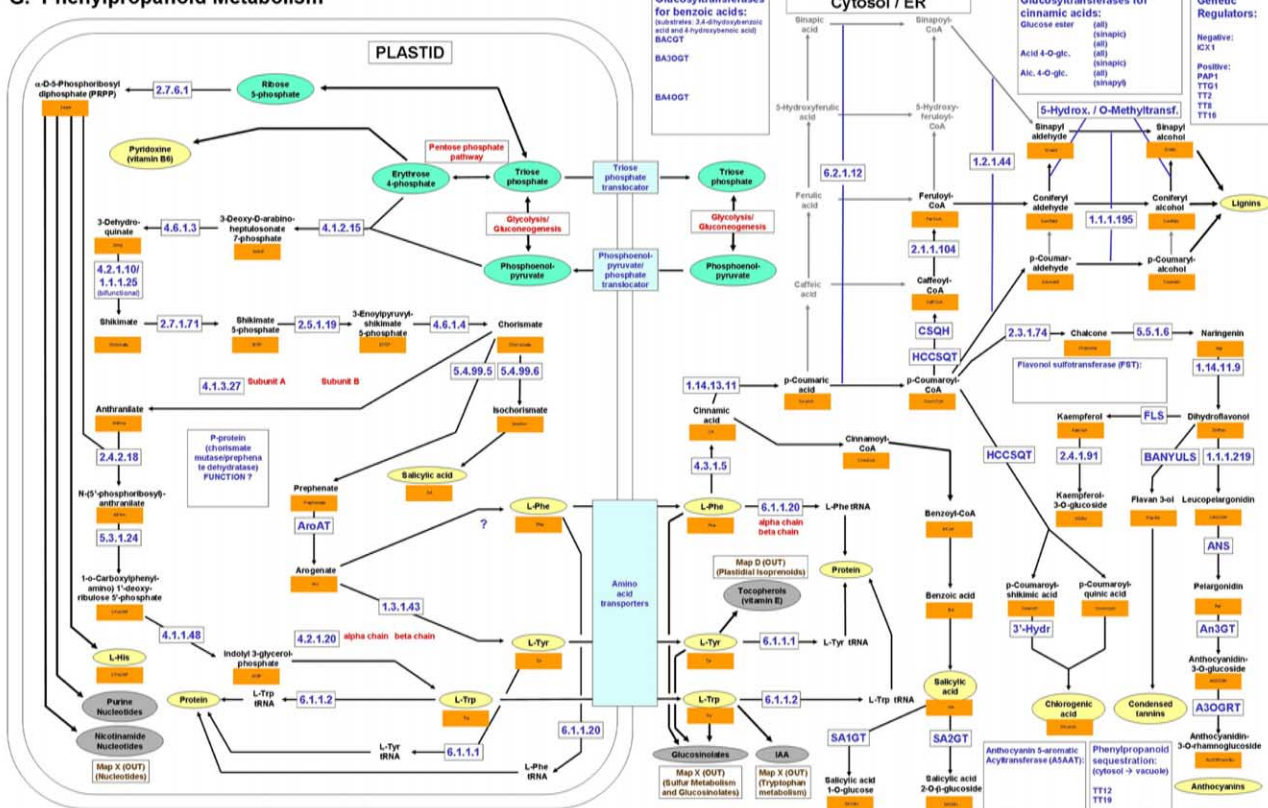 G. Phenylpropanoid Metabolism
PLASTID
α-D-5-Phosphoribosyl
diphosphate (PRPP)
2.7.6.1
Ribose
5-phosphate
Pyridoxine
(vitamin B6)
Pentose phosphate
pathway
Erythrose
4-phosphate
Triose
phosphate
Triose
phosphate
translocator
Triose
phosphate
3-Dehydro-
quinate
4.6.1.3
3-Deoxy-D-arabino-
heptulosonate
7-phosphate
4.1.2.15
Glycolysis/
Gluconeogenesis
Glycolysis/
Gluconeogenesis
4.2.1.10/
1.1.1.25
(bifunctional)
Phosphoenol-
pyruvate
Phosphoenol-
pyruvate/
phosphate
translocator
Phosphoenol-
pyruvate
Shikimate
2.7.1.71
Shikimate
5-phosphate
2.5.1.19
3-Enoylpyruvyl-
shikimate
5-phosphate
4.6.1.4
Chorismate
4.1.3.27
Subunit A
Subunit B
5.4.99.5
5.4.99.6
Anthranilate
Isochorismate
P-protein
(chorismate
mutase/prephena
te dehydratase)
FUNCTION ?
2.4.2.18
Salicylic acid
N-(5'-phosphoribosyl)-
anthranilate
Prephenate
AroAT
L-Phe
?
5.3.1.24
1-o-Carboxylphenyl-
amino) 1'-deoxy-
ribulose 5'-phosphate
Arogenate
Amino
acid
transporters
1.3.1.43
4.1.1.48
4.2.1.20
alpha chain beta chain
L-Tyr
L-His
Indolyl 3-glycerol-
phosphate
Protein
L-Trp
tRNA
6.1.1.2
L-Trp
Purine
Nucleotides
Nicotinamide
Nucleotides
Map X (OUT)
(Nucleotides)
L-Tyr
tRNA
6.1.1.1
6.1.1.20
L-Phe
tRNA
Glucosyltransferases
for benzoic acids:
(substrates: 3,4-dihydroxybenzoic
acid and 4-hydroxybenoic acid)
BACGT
BA3OGT
BA4OGT
Cytosol / ER
Sinapic
acid
Sinapoyl-
CoA
5-Hydroxyferulic
acid
5-Hydroxy-
feruloyl-
CoA
6.2.1.12
1.2.1.44
Ferulic
acid
Feruloyl-
CoA
2.1.1.104
Caffeic
acid
Caffeoyl-
CoA
CSQH
HCCSQT
1.14.13.11
p-Coumaric
acid
p-Coumaroyl-
CoA
Glucosyltransferases for
cinnamic acids:
Glucose ester (all)
(sinapic)
(all)
Acid 4-O-glc. (sinapic)
Alc. 4-O-glc. (all)
(sinapyl)
Genetic
Regulators:
Negative:
ICX1
Positive:
PAP1
TTG1
TT2
TT8
TT16
5-Hydrox. / O-Methyltransf.
Sinapyl
aldehyde
Sinapyl
alcohol
Coniferyl
aldehyde
1.1.1.195
Coniferyl
alcohol
Lignins
p-Coumar-
aldehyde
p-Coumaryl-
alcohol
2.3.1.74
Chalcone
5.5.1.6
Naringenin
Flavonol sulfotransferase (FST):
1.14.11.9
Kaempferol
FLS
Dihydroflavonol
2.4.1.91
BANYULS
1.1.1.219
Kaempferol-
3-O-glucoside
Flavan 3-ol
Leucopelargonidin
ANS
Pelargonidin
An3GT
Anthocyanidin-
3-O-glucoside
A3OGRT
Anthocyanidin-
3-O-rhamnoglucoside
Anthocyanins
Cinnamic
acid
Cinnamoyl-
CoA
4.3.1.5
HCCSQT
L-Phe
6.1.1.20
alpha chain
beta chain
L-Phe tRNA
Benzoyl-CoA
Map D (OUT)
(Plastidial Isoprenoids)
Tocopherols
(vitamin E)
Protein
Benzoic acid
p-Coumaroyl-
shikimic acid
p-Coumaroyl-
quinic acid
3'-Hydr
L-Tyr
6.1.1.1
L-Tyr tRNA
L-Trp
6.1.1.2
L-Trp tRNA
Salicylic
acid
Chlorogenic
acid
Condensed
tannins
Glucosinolates
IAA
Map X (OUT)
(Sulfur Metabolism
and Glucosinolates)
Map X (OUT)
(Tryptophan
metabolism)
SA1GT
SA2GT
Salicylic acid
1-O-glucose
Salicylic acid
2-O-β-glucoside
Anthocyanin 5-aromatic
Acyltransferase (A5AAT):
Phenylpropanoid
sequestration:
(cytosol → vacuole)
TT12
TT19